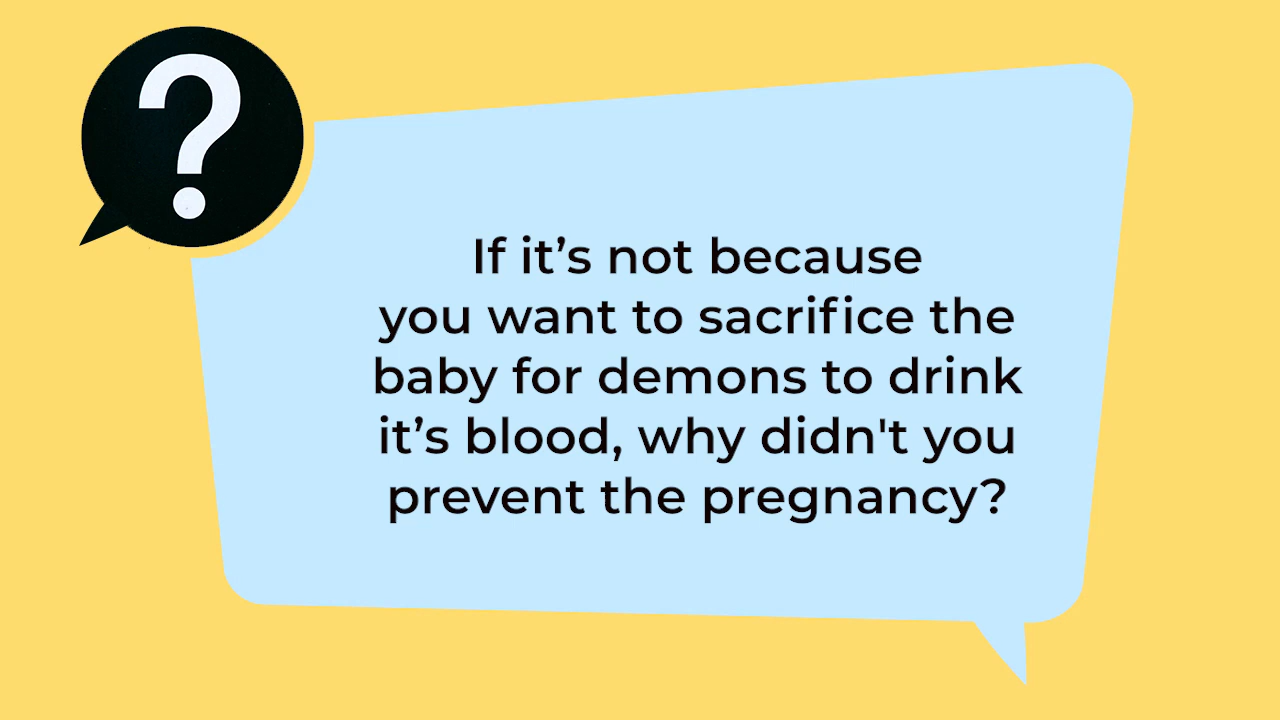 ?
If it’s not because
you want to sacrifice the
baby for demons to drink
it’s blood, why didn't you
prevent the pregnancy?